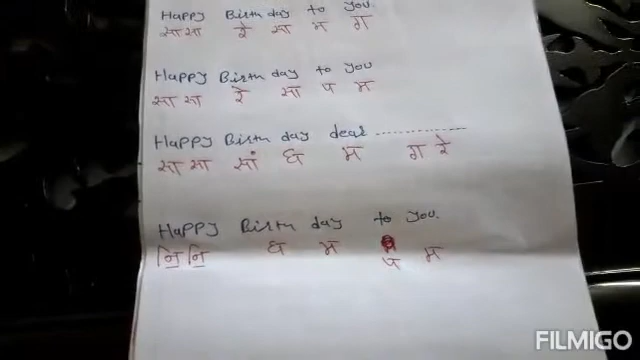 Happy Birth day to you.
सा सा रे सा म ग
Happy Birth day to you
सा सा रे सा प म
Happy Birth day dear ..................
सा सा सां ध म ग रे
Happy Birth day to you.
नि॒ नि॒ ध म प म
FILMIGO